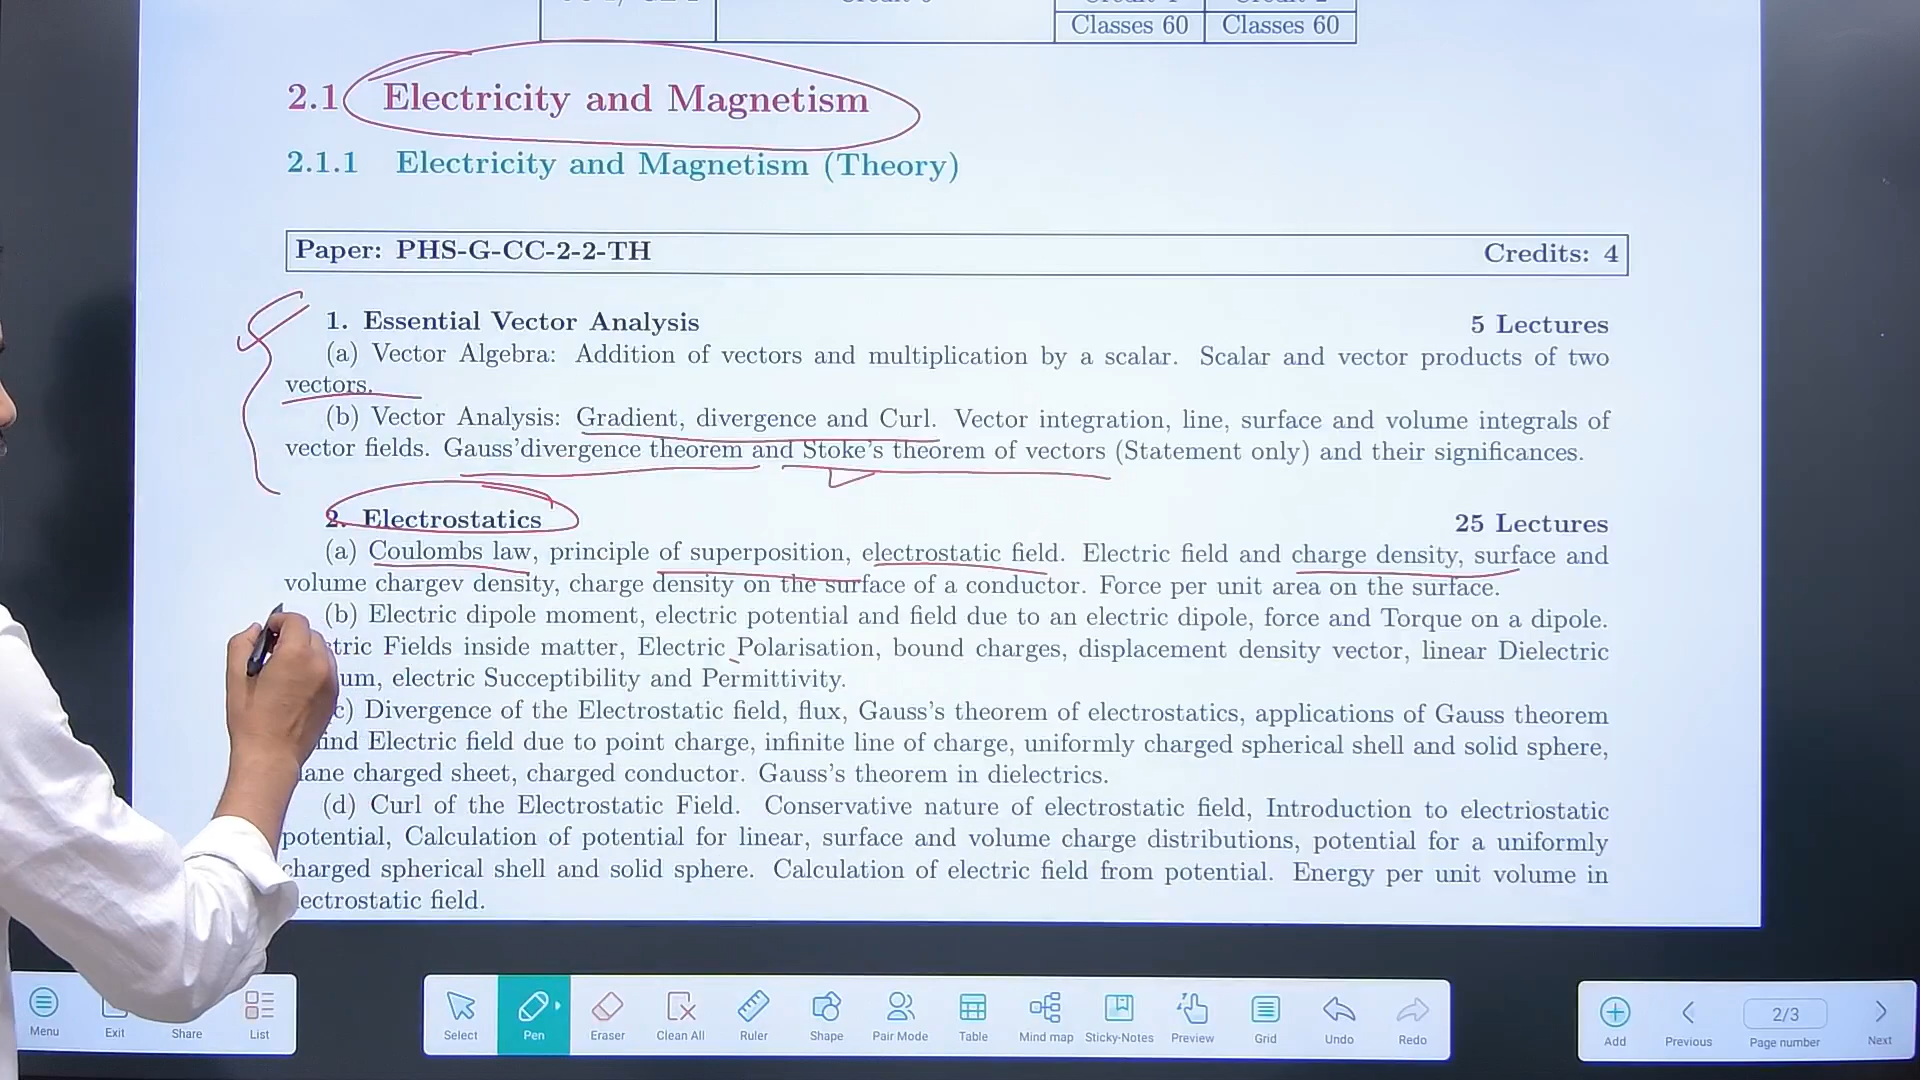 Classes 60 Classes 60
2.1 Electricity and Magnetism
2.1.1 Electricity and Magnetism (Theory)
Paper: PHS-G-CC-2-2-TH Credits: 4
1. Essential Vector Analysis 5 Lectures
(a) Vector Algebra: Addition of vectors and multiplication by a scalar. Scalar and vector products of two
vectors.
(b) Vector Analysis: Gradient, divergence and Curl. Vector integration, line, surface and volume integrals of
vector fields. Gauss'divergence theorem and Stoke's theorem of vectors (Statement only) and their significances.
2. Electrostatics 25 Lectures
(a) Coulombs law, principle of superposition, electrostatic field. Electric field and charge density, surface and
volume chargev density, charge density on the surface of a conductor. Force per unit area on the surface.
(b) Electric dipole moment, electric potential and field due to an electric dipole, force and Torque on a dipole.
tric Fields inside matter, Electric Polarisation, bound charges, displacement density vector, linear Dielectric
um, electric Succeptibility and Permittivity.
c) Divergence of the Electrostatic field, flux, Gauss's theorem of electrostatics, applications of Gauss theorem
find Electric field due to point charge, infinite line of charge, uniformly charged spherical shell and solid sphere,
lane charged sheet, charged conductor. Gauss's theorem in dielectrics.
(d) Curl of the Electrostatic Field. Conservative nature of electrostatic field, Introduction to electriostatic
potential, Calculation of potential for linear, surface and volume charge distributions, potential for a uniformly
charged spherical shell and solid sphere. Calculation of electric field from potential. Energy per unit volume in
lectrostatic field.
Menu Exit Share List Select Pen Eraser Clean All Ruler Shape Pair Mode Table Mind map Sticky-Notes Preview Grid Undo Redo Add Previous 2/3 Page number Next